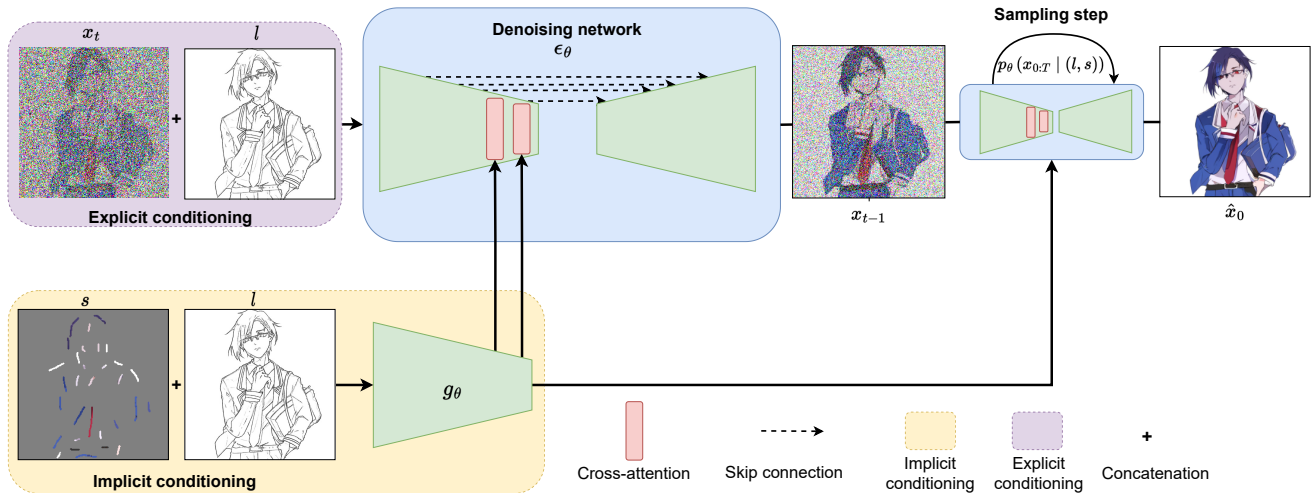 x_t
l
+
Explicit conditioning
Denoising network
ϵ_θ
x_{t−1}
Sampling step
p_θ (x_{0:T} | (l, s))
x̂_0
s
l
+
Implicit conditioning
g_θ
Cross-attention
Skip connection
Implicit
conditioning
Explicit
conditioning
+
Concatenation